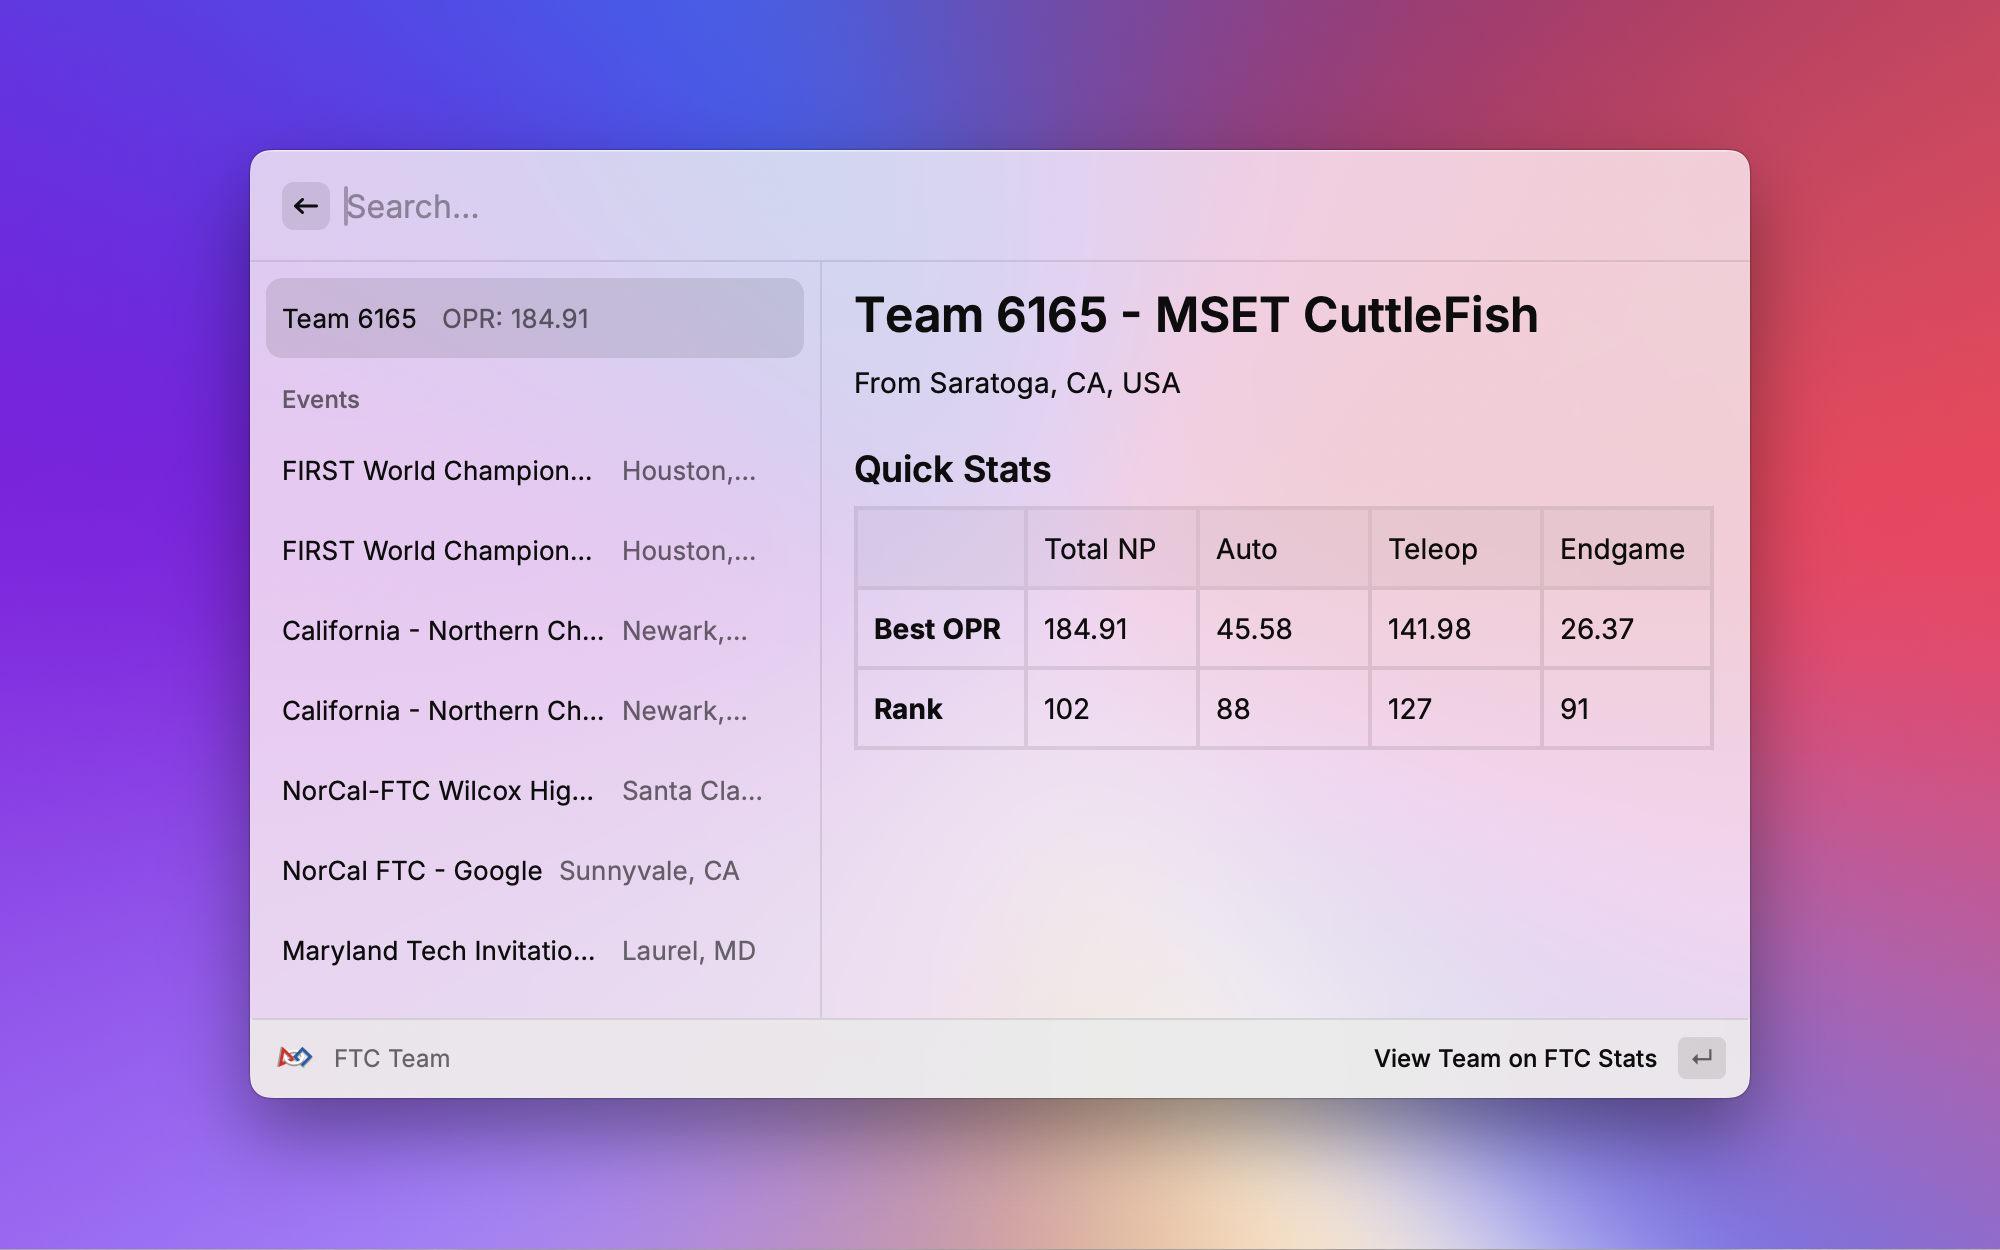 Search...
Team 6165 OPR: 184.91
Events
FIRST World Champion... Houston,...
FIRST World Champion... Houston,...
California - Northern Ch... Newark,...
California - Northern Ch... Newark,...
NorCal-FTC Wilcox Hig... Santa Cla...
NorCal FTC - Google Sunnyvale, CA
Maryland Tech Invitatio... Laurel, MD
Team 6165 - MSET CuttleFish
From Saratoga, CA, USA
Quick Stats
Total NP Auto Teleop Endgame
Best OPR 184.91 45.58 141.98 26.37
Rank 102 88 127 91
FTC Team
View Team on FTC Stats